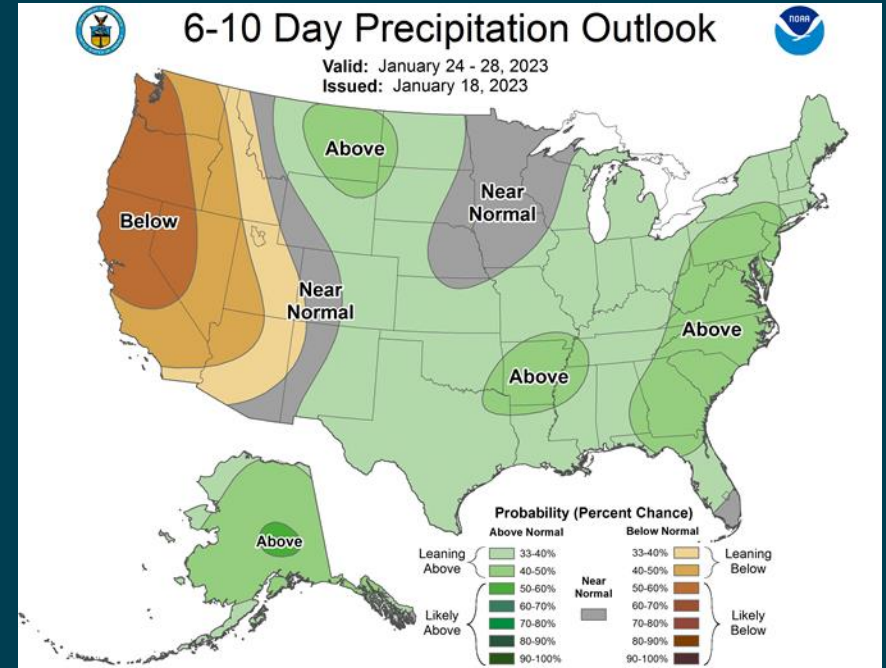 6-10 Day Precipitation Outlook
NOAA
Valid: January 24 - 28, 2023
Issued: January 18, 2023
Above
Below
Near
Normal
Near
Normal
Above
Above
Above
Probability (Percent Chance)
Above Normal
Below Normal
Leaning
Above
33-40%
40-50%
50-60%
60-70%
70-80%
80-90%
90-100%
Likely
Above
Near
Normal
33-40%
40-50%
50-60%
60-70%
70-80%
80-90%
90-100%
Leaning
Below
Likely
Below